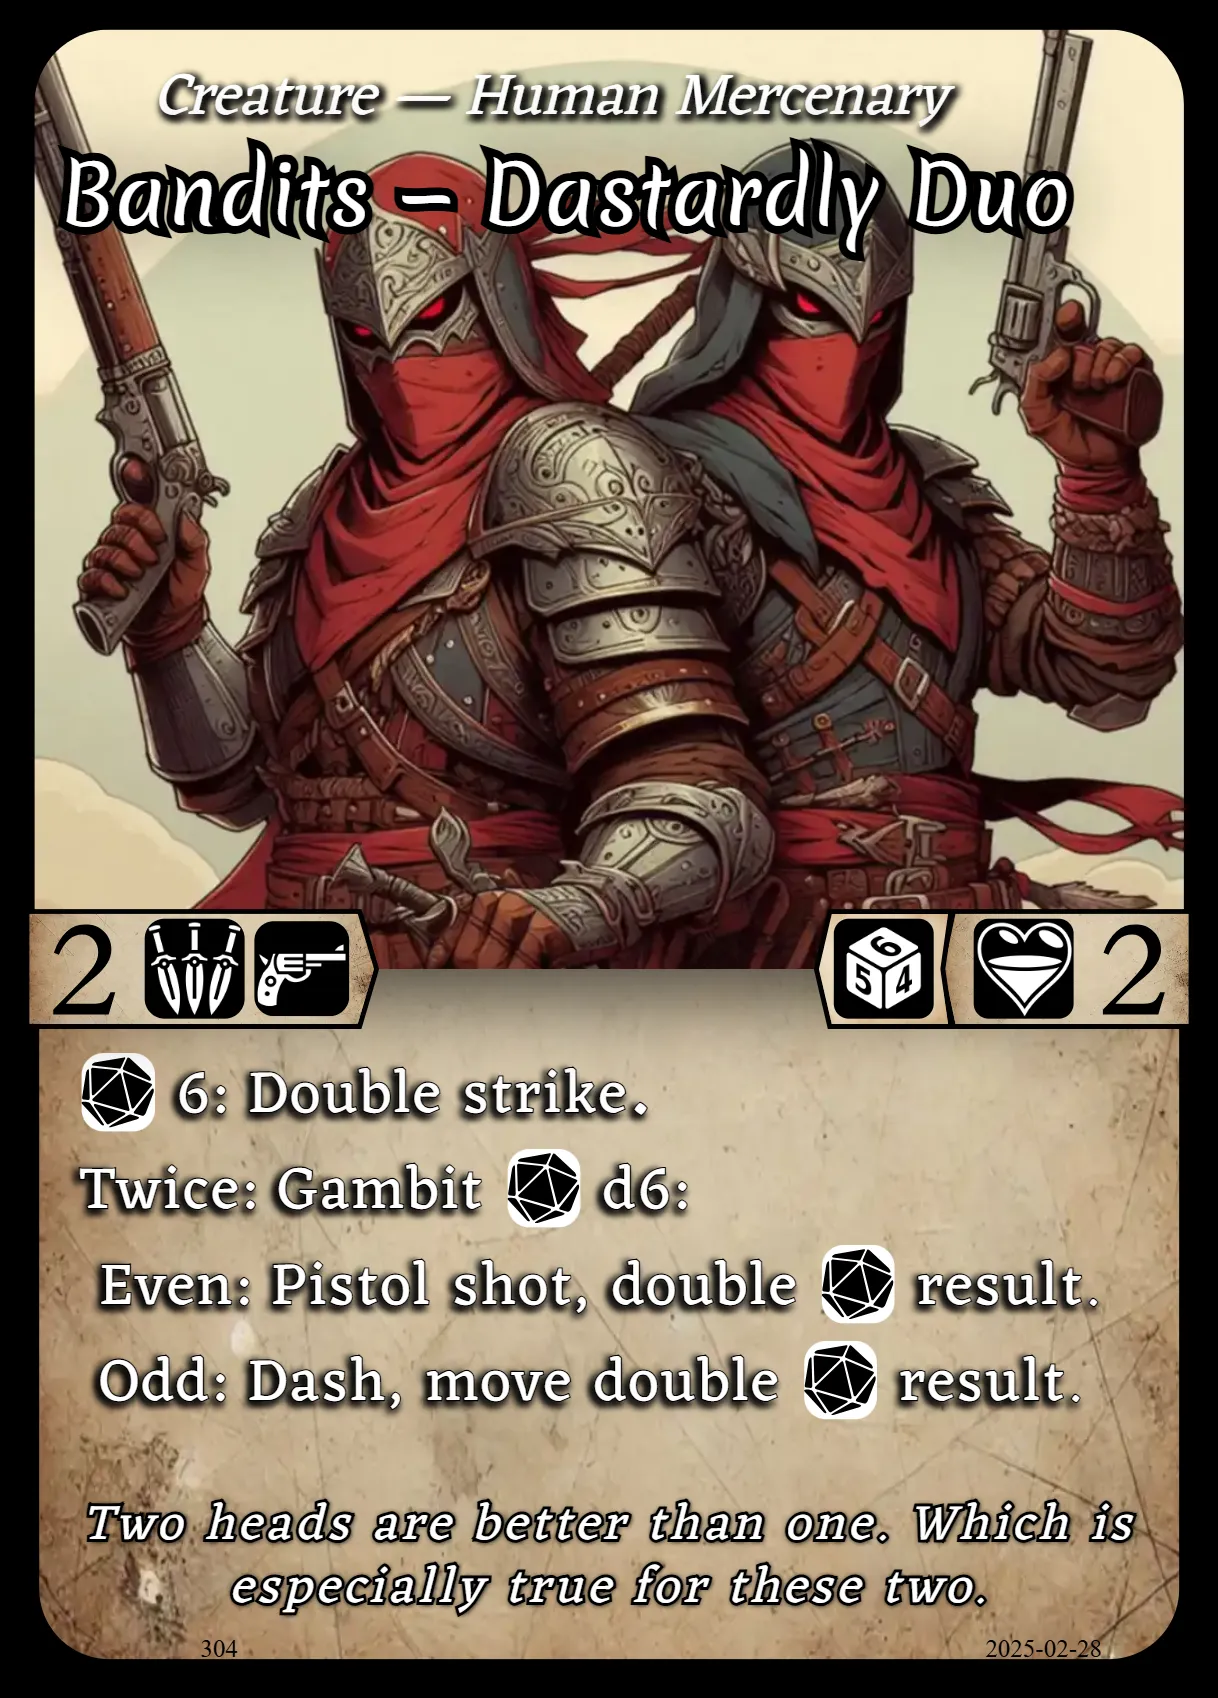 Creature — Human Mercenary
Bandits – Dastardly Duo
2
6
5 4
2
6: Double strike.
Twice: Gambit d6:
Even: Pistol shot, double result.
Odd: Dash, move double result.
Two heads are better than one. Which is
especially true for these two.
304
2025-02-28